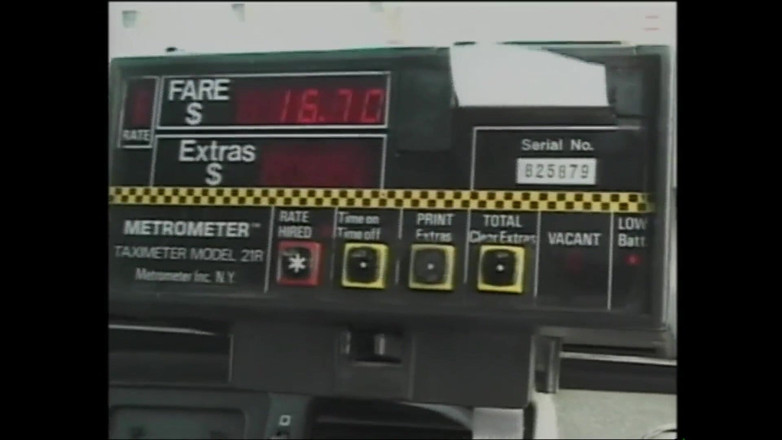 FARE
$ 16.70
RATE
Extras
$
Serial No.
825879
METROMETER™
TAXIMETER MODEL 21R
Metrometer Inc. N.Y.
RATE
HIRED
*
Time on
Time off
PRINT
Extras
TOTAL
Clear Extras
VACANT
LOW
Batt